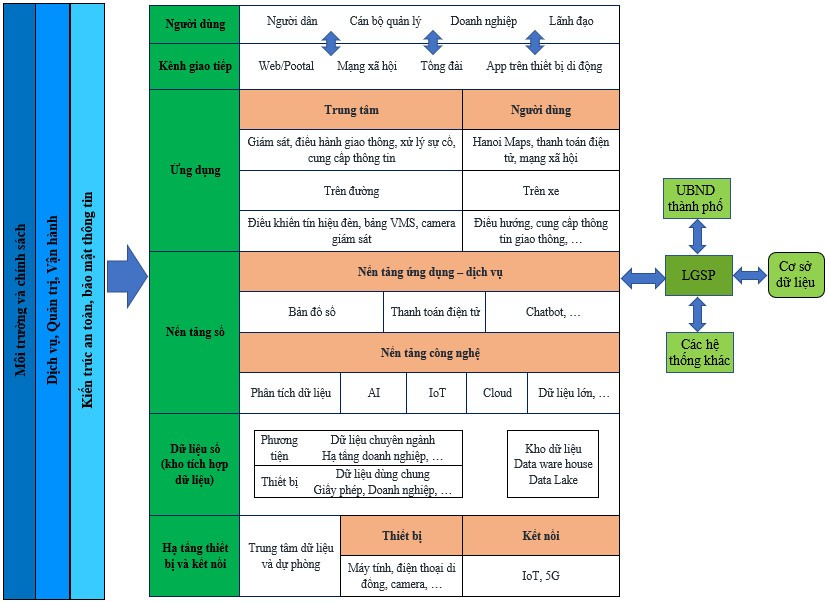 Môi trường và chính sách
Dịch vụ, Quản trị, Vận hành
Kiến trúc an toàn, bảo mật thông tin
Người dùng
Người dân
Cán bộ quản lý
Doanh nghiệp
Lãnh đạo
Kênh giao tiếp
Web/Pootal
Mạng xã hội
Tổng đài
App trên thiết bị di động
Ứng dụng
Trung tâm
Người dùng
Giám sát, điều hành giao thông, xử lý sự cố,
cung cấp thông tin
Hanoi Maps, thanh toán điện
tử, mạng xã hội
Trên đường
Trên xe
Điều khiển tín hiệu đèn, bảng VMS, camera
giám sát
Điều hướng, cung cấp thông
tin giao thông, …
Nền tảng số
Nền tảng ứng dụng – dịch vụ
Bản đồ số
Thanh toán điện tử
Chatbot, …
Nền tảng công nghệ
Phân tích dữ liệu
AI
IoT
Cloud
Dữ liệu lớn, …
Dữ liệu số
(kho tích hợp
dữ liệu)
Phương
tiện
Dữ liệu chuyên ngành
Hạ tầng doanh nghiệp, …
Thiết bị
Dữ liệu dùng chung
Giấy phép, Doanh nghiệp, …
Kho dữ liệu
Data ware house
Data Lake
Hạ tầng thiết
bị và kết nối
Trung tâm dữ liệu
và dự phòng
Thiết bị
Kết nối
Máy tính, điện thoại di
động, camera, …
IoT, 5G
UBND
thành phố
LGSP
Cơ sở
dữ liệu
Các hệ
thống khác